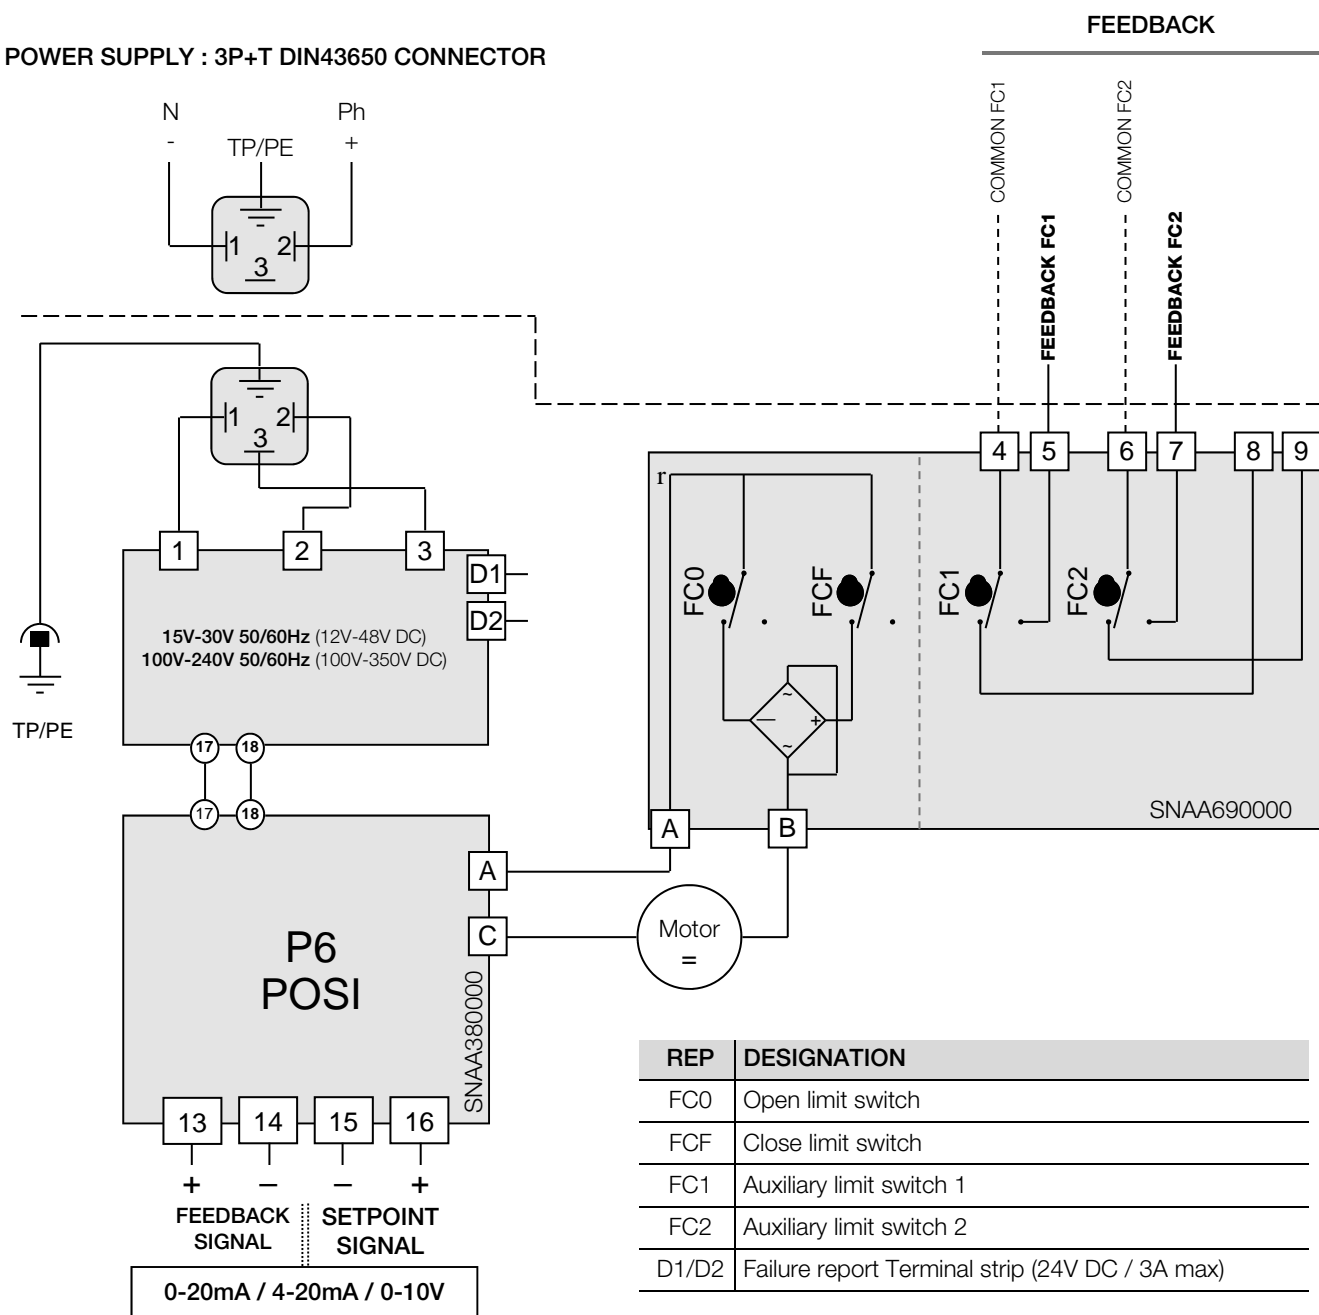 FEEDBACK
POWER SUPPLY : 3P+T DIN43650 CONNECTOR
N
Ph
-
TP/PE
+
1
2
3
COMMON FC1
FEEDBACK FC1
COMMON FC2
FEEDBACK FC2
1
2
3
4
5
6
7
8
9
r
1
2
3
D1
D2
15V-30V 50/60Hz (12V-48V DC)
100V-240V 50/60Hz (100V-350V DC)
TP/PE
17
18
17
18
FC0
FCF
FC1
FC2
~
—
+
~
SNAA690000
A
B
A
C
Motor
=
P6
POSI
SNAA380000
13
14
15
16
+
–
–
+
FEEDBACK
SIGNAL
SETPOINT
SIGNAL
0-20mA / 4-20mA / 0-10V
REP DESIGNATION
FC0 Open limit switch
FCF Close limit switch
FC1 Auxiliary limit switch 1
FC2 Auxiliary limit switch 2
D1/D2 Failure report Terminal strip (24V DC / 3A max)